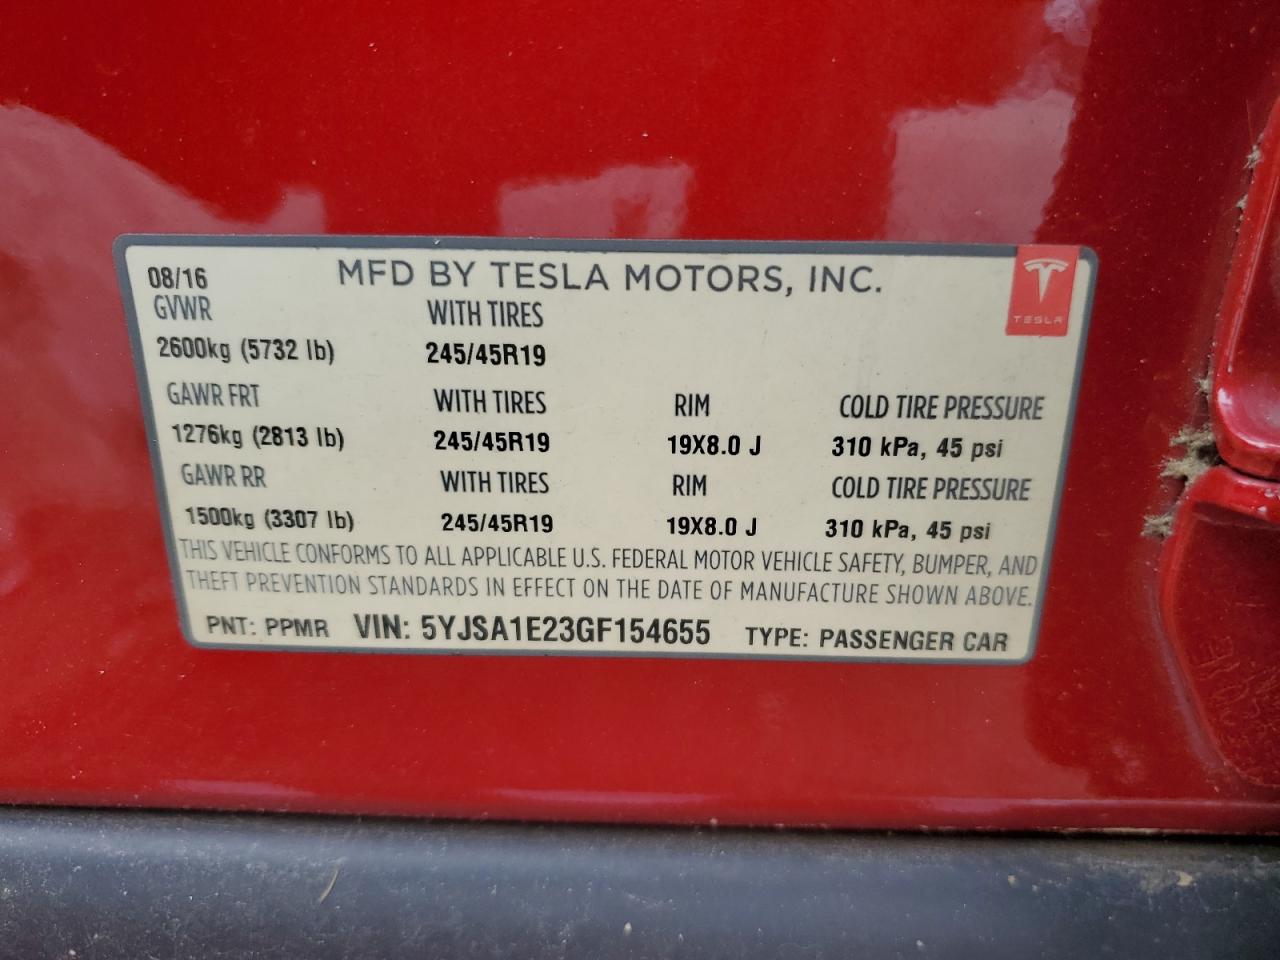 08/16 MFD BY TESLA MOTORS, INC.
TESLA
GVWR WITH TIRES
2600kg (5732 lb) 245/45R19
GAWR FRT WITH TIRES RIM COLD TIRE PRESSURE
1276kg (2813 lb) 245/45R19 19X8.0 J 310 kPa, 45 psi
GAWR RR WITH TIRES RIM COLD TIRE PRESSURE
1500kg (3307 lb) 245/45R19 19X8.0 J 310 kPa, 45 psi
THIS VEHICLE CONFORMS TO ALL APPLICABLE U.S. FEDERAL MOTOR VEHICLE SAFETY, BUMPER, AND
THEFT PREVENTION STANDARDS IN EFFECT ON THE DATE OF MANUFACTURE SHOWN ABOVE.
PNT: PPMR VIN: 5YJSA1E23GF154655 TYPE: PASSENGER CAR